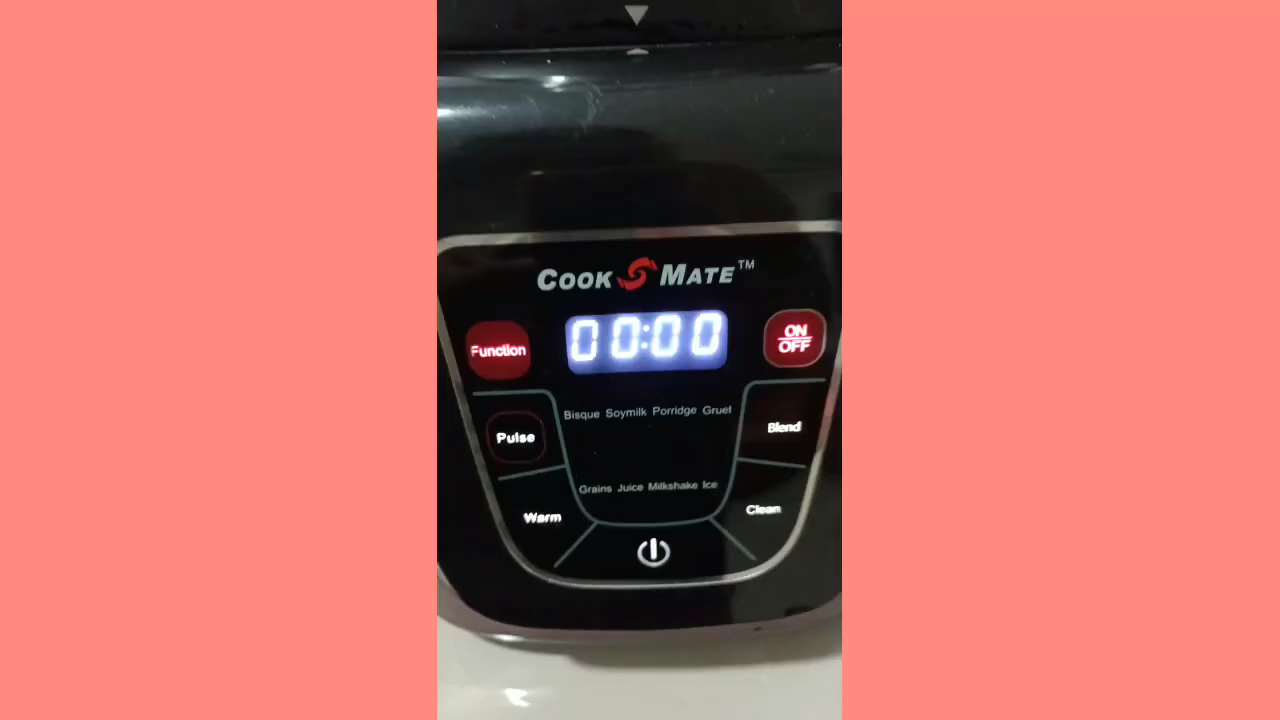 COOK MATE™
Function
00:00
ON
OFF
Bisque Soymilk Porridge Gruel
Pulse
Blend
Grains Juice Milkshake Ice
Warm
Clean